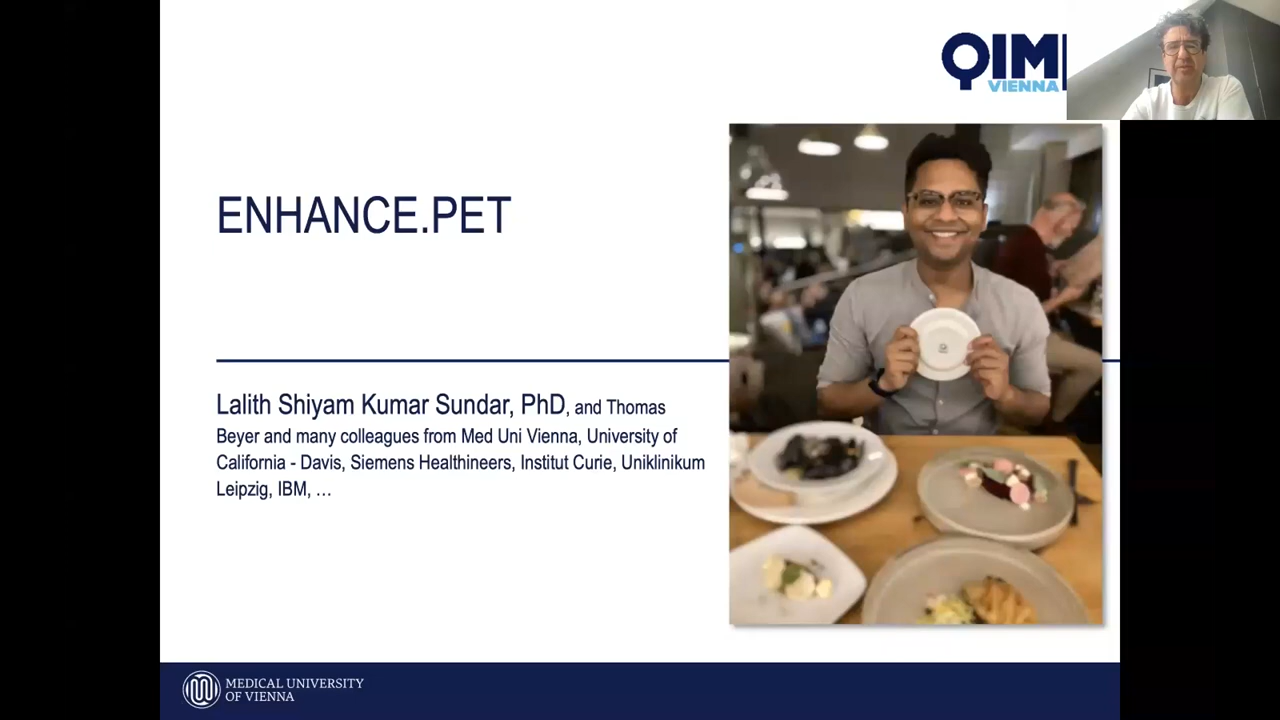 QIM
VIENNA
ENHANCE.PET
Lalith Shiyam Kumar Sundar, PhD, and Thomas
Beyer and many colleagues from Med Uni Vienna, University of
California - Davis, Siemens Healthineers, Institut Curie, Uniklinikum
Leipzig, IBM, …
MEDICAL UNIVERSITY
OF VIENNA